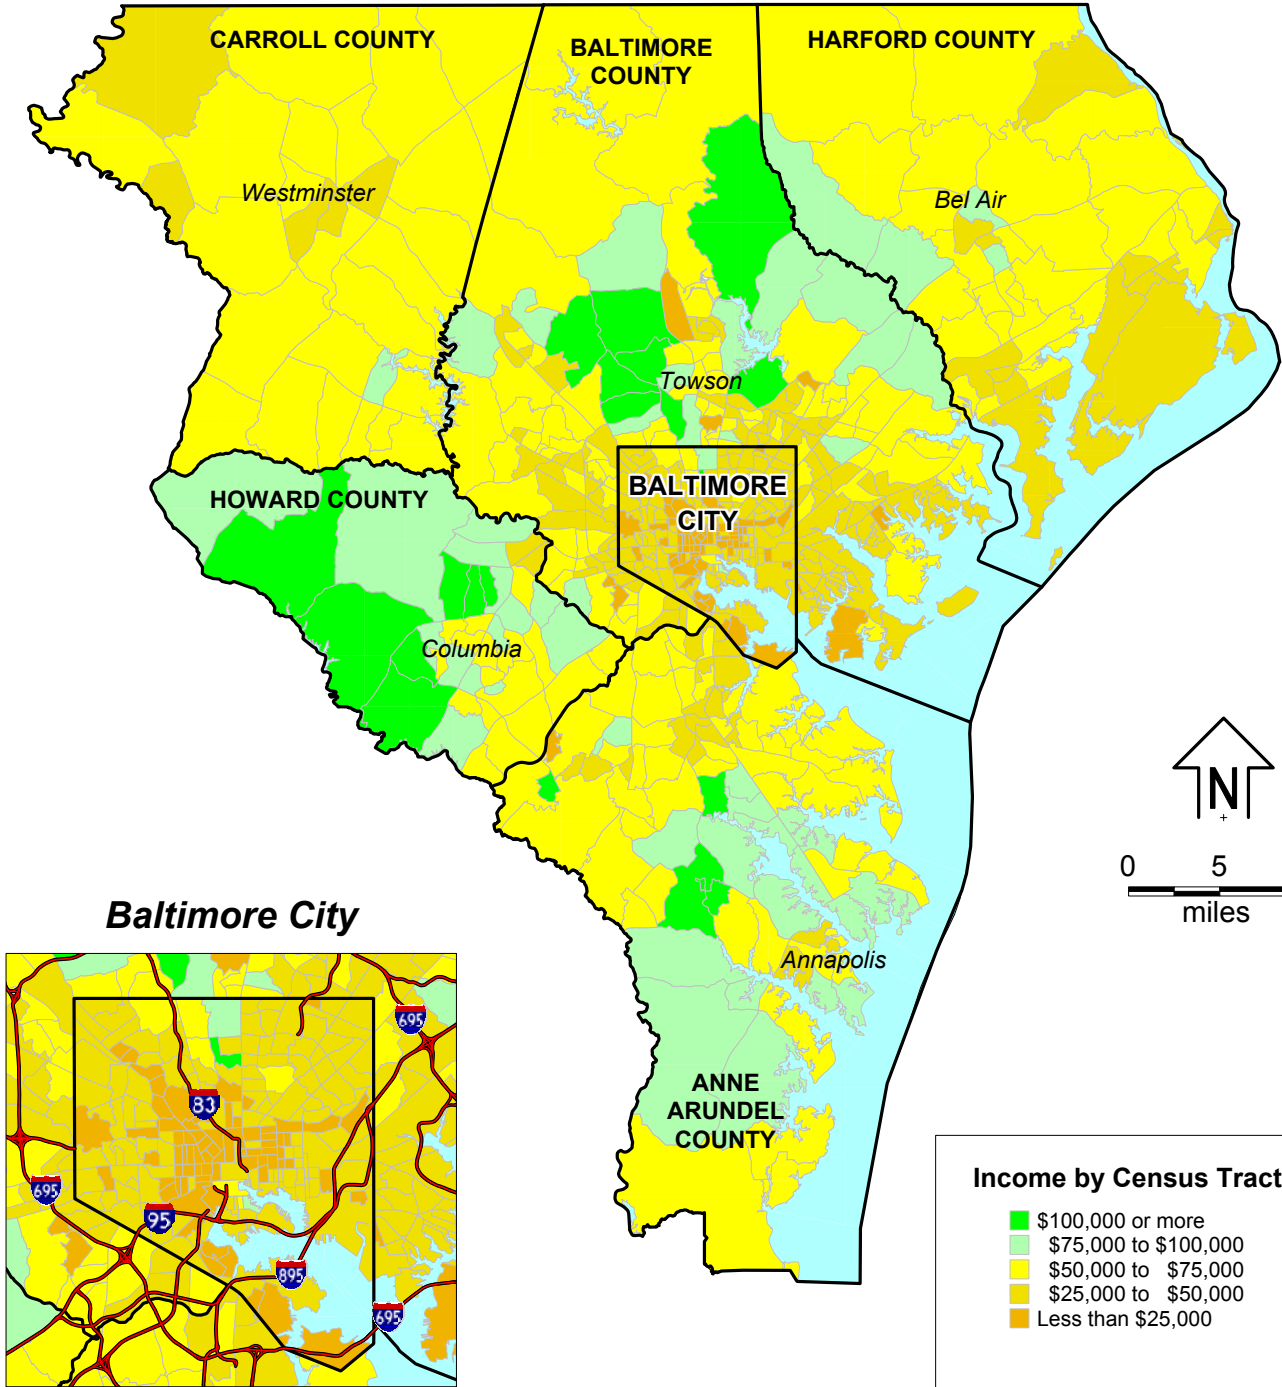 CARROLL COUNTY
BALTIMORE
COUNTY
HARFORD COUNTY
Westminster
Bel Air
Towson
HOWARD COUNTY
BALTIMORE
CITY
Columbia
N
+
0 5
miles
Baltimore City
Annapolis
ANNE
ARUNDEL
COUNTY
695
83
695
95
895
695
Income by Census Tract
$100,000 or more
$75,000 to $100,000
$50,000 to $75,000
$25,000 to $50,000
Less than $25,000